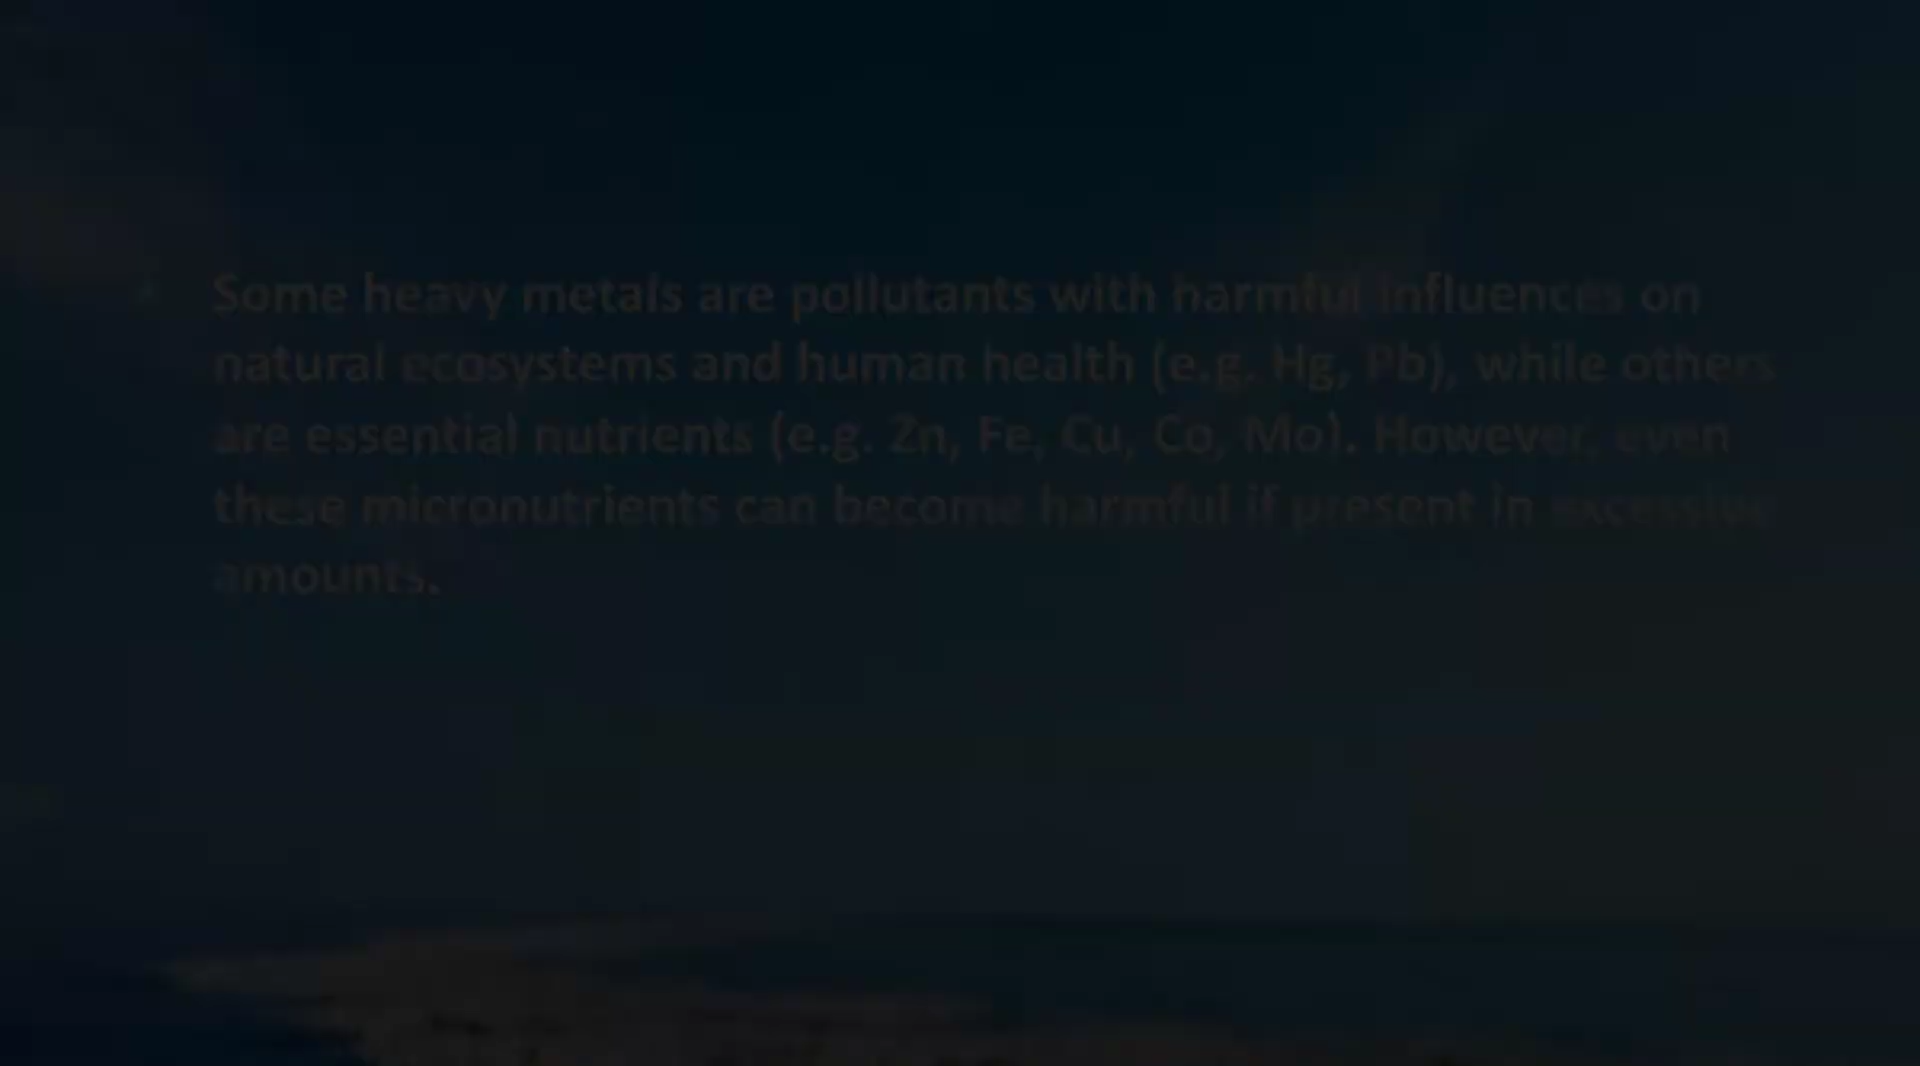 Some heavy metals are pollutants with harmful influences on
natural ecosystems and human health (e.g. Hg, Pb), while others
are essential nutrients (e.g. Zn, Fe, Cu, Co, Mo). However, even
these micronutrients can become harmful if present in excessive
amounts.